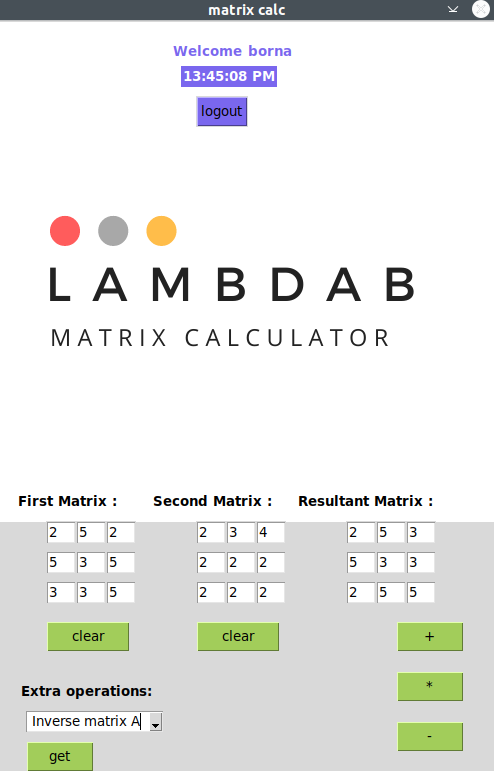 matrix calc
Welcome borna
13:45:08 PM
logout
LAMBDAB
MATRIX CALCULATOR
First Matrix : Second Matrix : Resultant Matrix :
2 5 2 2 3 4 2 5 3
5 3 5 2 2 2 5 3 3
3 3 5 2 2 2 2 5 5
clear clear +
Extra operations: *
Inverse matrix A -
get